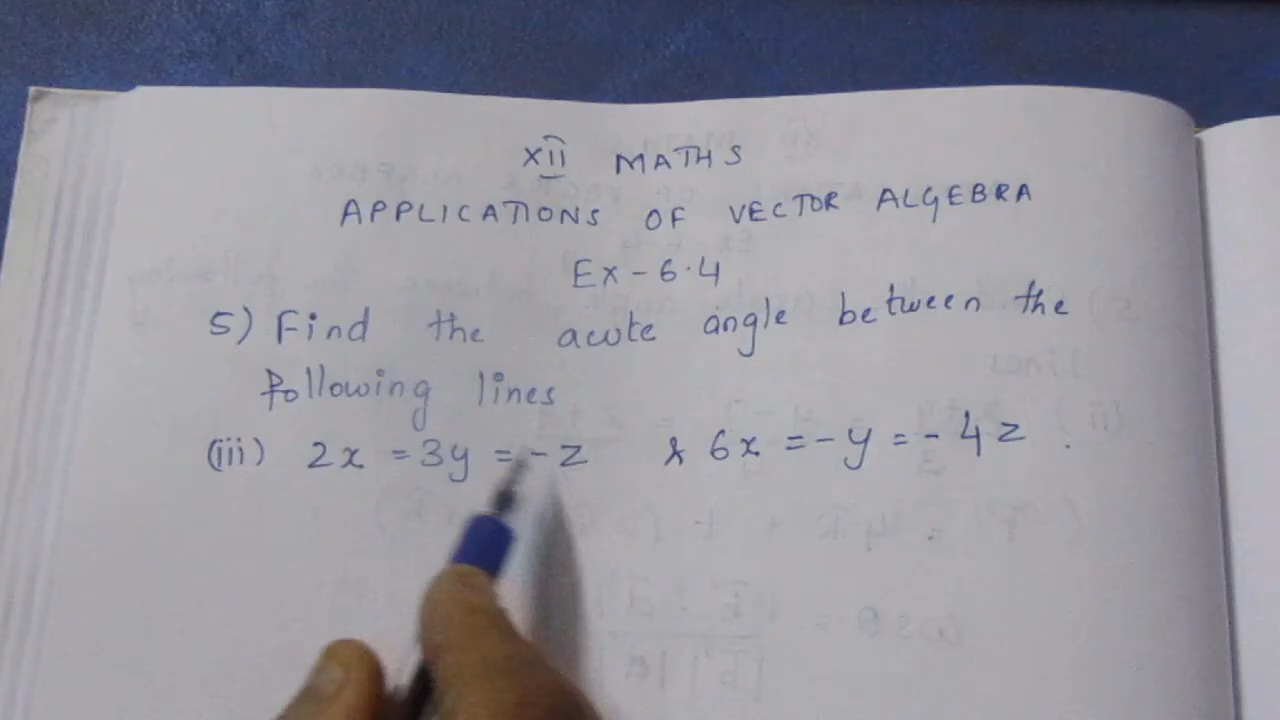 XII MATHS
APPLICATIONS OF VECTOR ALGEBRA
Ex - 6.4
5) Find the acute angle between the
following lines
(iii) 2x = 3y = -z & 6x = -y = -4z .